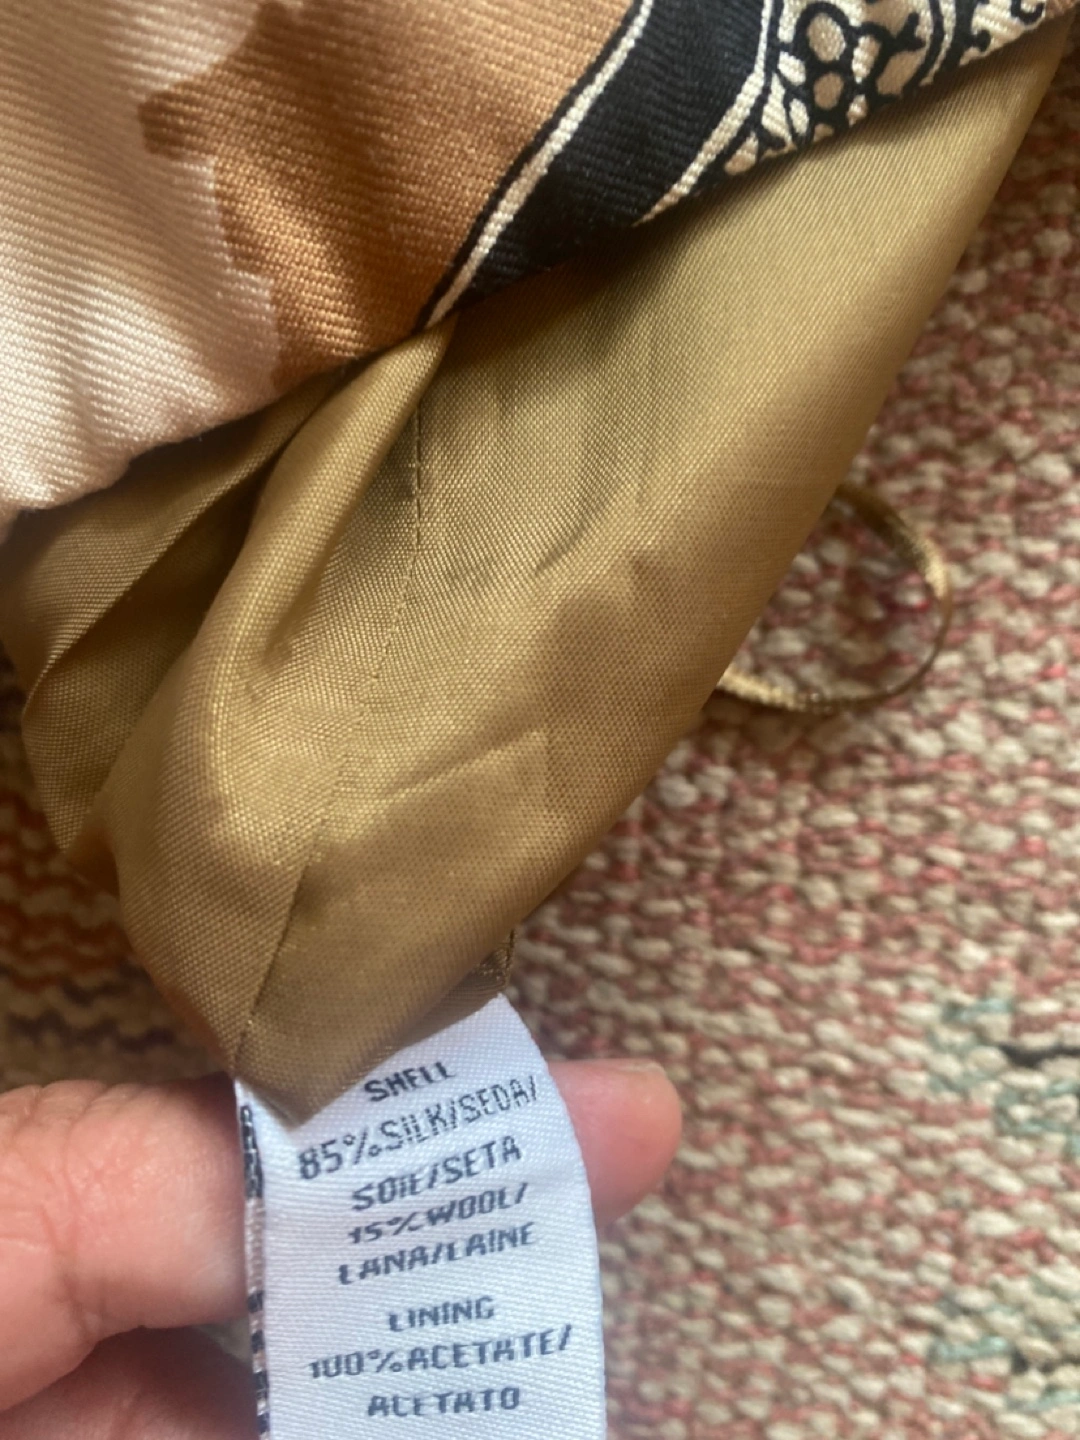 SHELL
85%SILK/SEDA/
SOIE/SETA
15%WOOL/
LANA/LAINE
LINING
100%ACETATE/
ACETATO